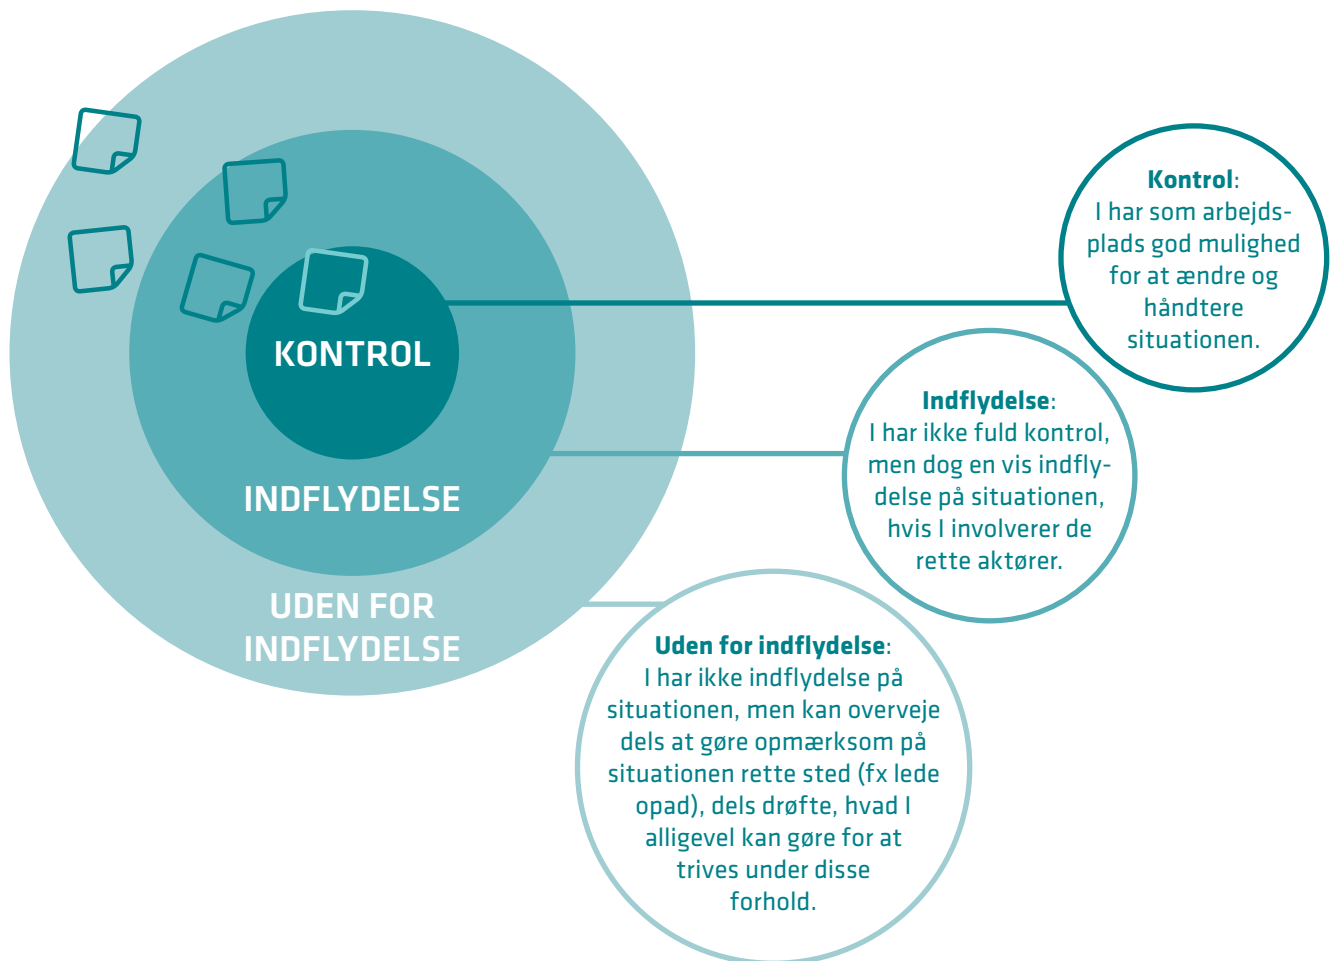 KONTROL
INDFLYDELSE
UDEN FOR
INDFLYDELSE
Kontrol:
I har som arbejds-
plads god mulighed
for at ændre og
håndtere
situationen.
Indflydelse:
I har ikke fuld kontrol,
men dog en vis indfly-
delse på situationen,
hvis I involverer de
rette aktører.
Uden for indflydelse:
I har ikke indflydelse på
situationen, men kan overveje
dels at gøre opmærksom på
situationen rette sted (fx lede
opad), dels drøfte, hvad I
alligevel kan gøre for at
trives under disse
forhold.